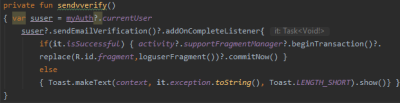 private fun sendvverify()
{ var suser = myAuth?.currentUser
suser?.sendEmailVerification()?.addOnCompleteListener{ it: Task<Void!>
if(it.isSuccessful) { activity?.supportFragmentManager?.beginTransaction()?.
replace(R.id.fragment,loguserFragment())?.commitNow() }
else
{ Toast.makeText(context, it.exception.toString(), Toast.LENGTH_SHORT).show()} }
}